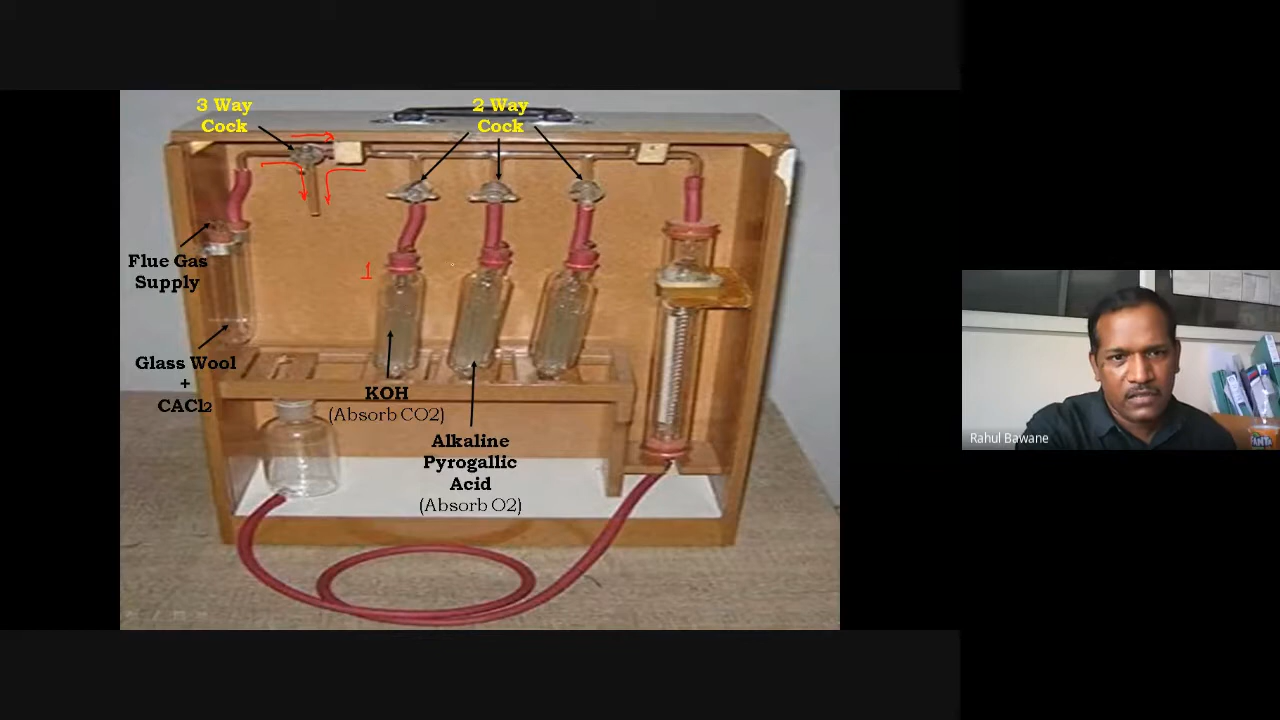 3 Way
Cock
2 Way
Cock
Flue Gas
Supply
1
Glass Wool
+
CACl2
KOH
(Absorb CO2)
Alkaline
Pyrogallic
Acid
(Absorb O2)
Rahul Bawane